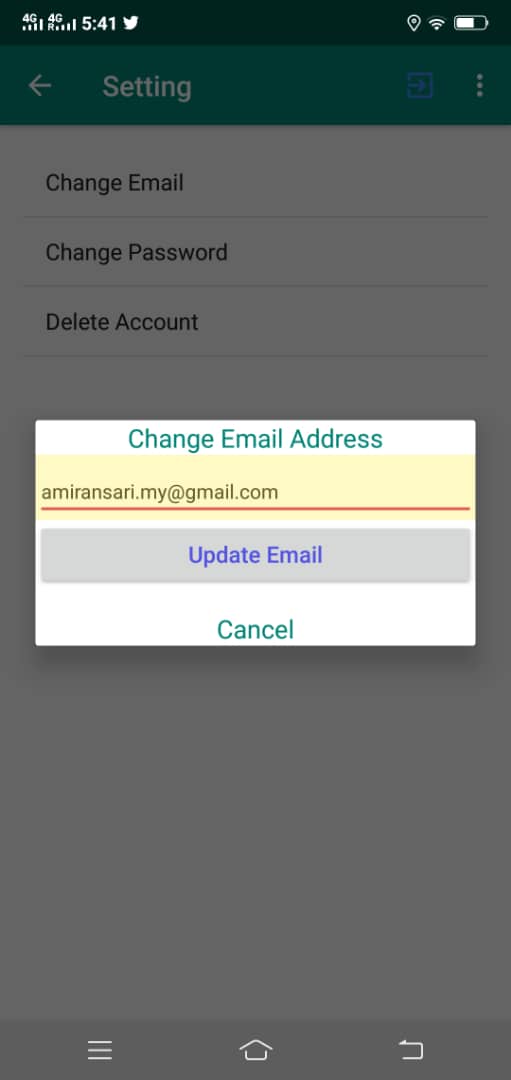 4G 4G R 5:41
Setting
Change Email
Change Password
Delete Account
Change Email Address
amiransari.my@gmail.com
Update Email
Cancel